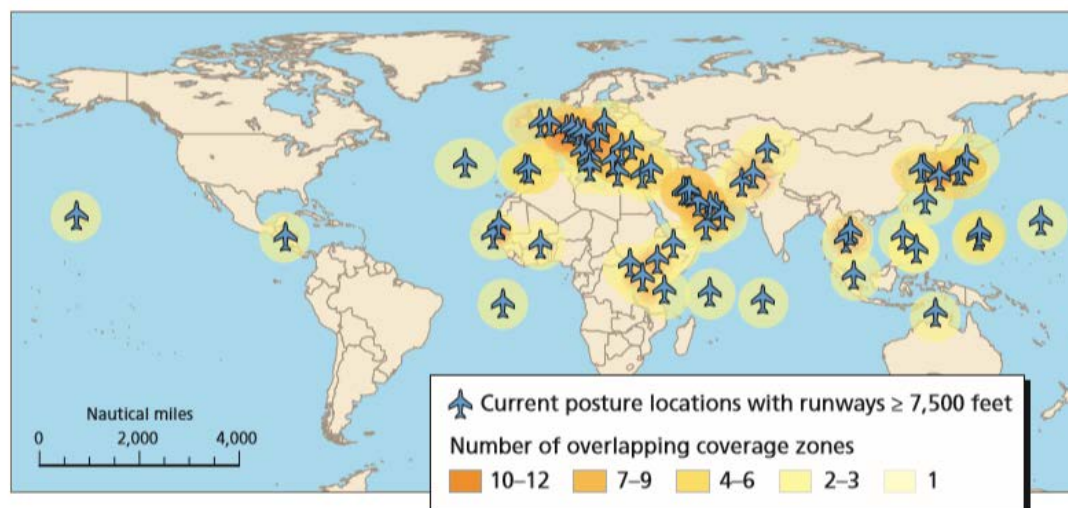 Nautical miles
0 2,000 4,000
Current posture locations with runways ≥ 7,500 feet
Number of overlapping coverage zones
10–12 7–9 4–6 2–3 1